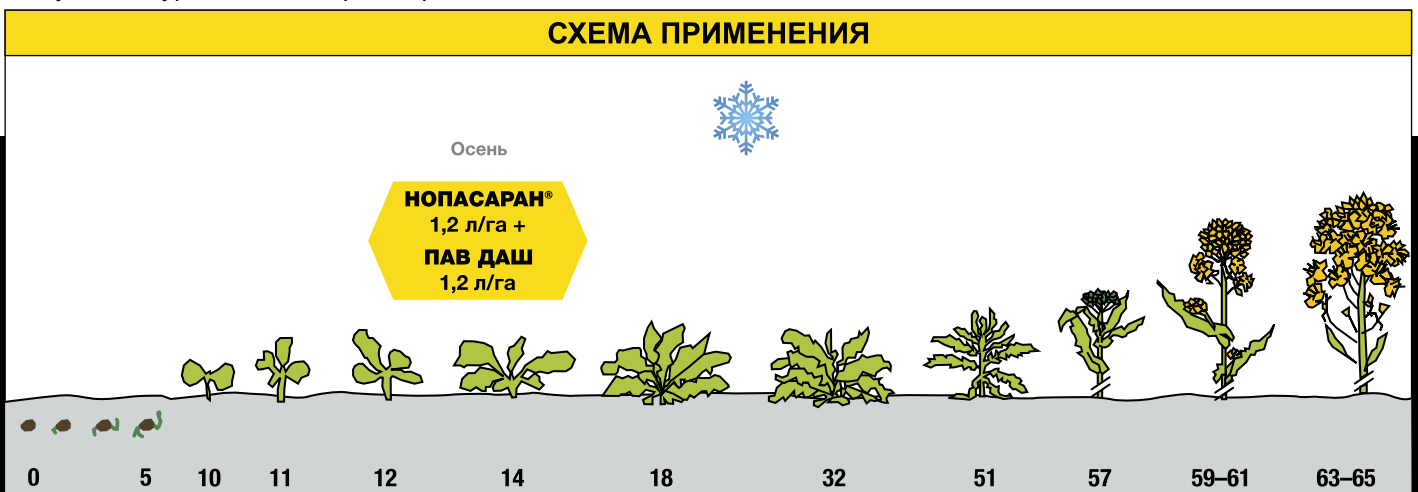 СХЕМА ПРИМЕНЕНИЯ
Осень
НОПАСАРАН®
1,2 л/га +
ПАВ ДАШ
1,2 л/га
0 5 10 11 12 14 18 32 51 57 59–61 63–65